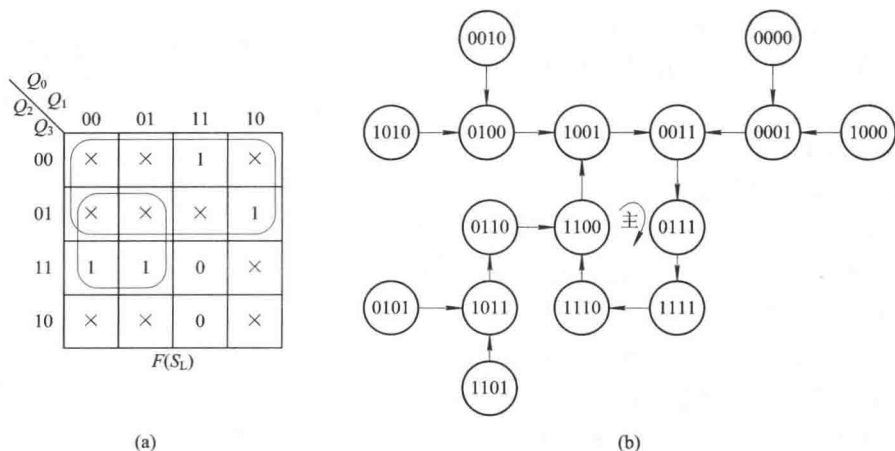 0010
0000
Q0
Q2 Q1
Q3 00 01 11 10
1010 0100 1001 0011 0001 1000
00 × × 1 ×
01 × × × 1
0110 1100 主 0111
11 1 1 0 ×
0101 1011 1110 1111
10 × × 0 ×
F(SL)
1101
(a)
(b)